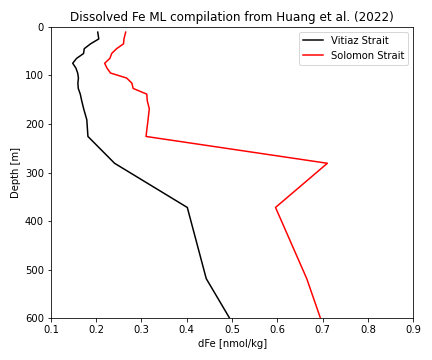 Dissolved Fe ML compilation from Huang et al. (2022)
Vitiaz Strait
Solomon Strait
Depth [m]
0
100
200
300
400
500
600
0.1 0.2 0.3 0.4 0.5 0.6 0.7 0.8 0.9
dFe [nmol/kg]